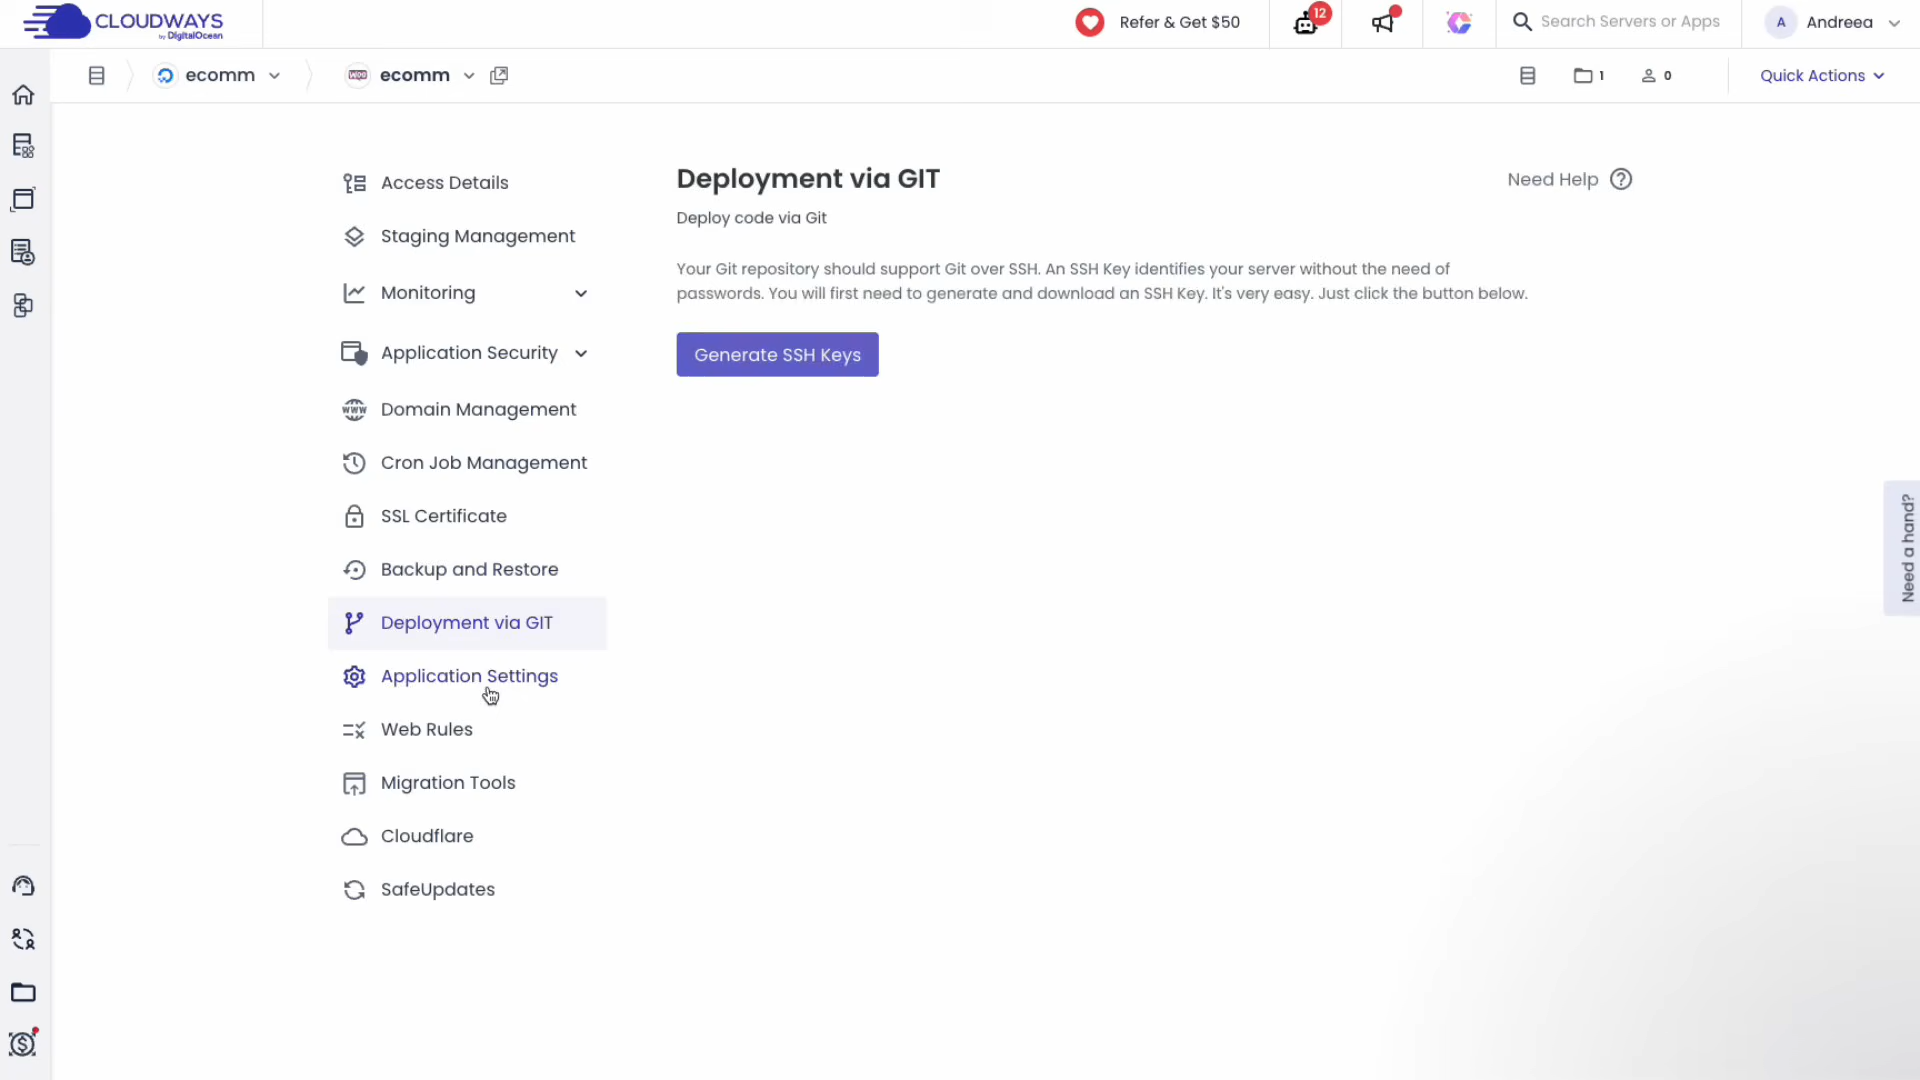 CLOUDWAYS
by DigitalOcean
Refer & Get $50
12
Search Servers or Apps
A
Andreea
ecomm
woo
ecomm
1
0
Quick Actions
Access Details
Staging Management
Monitoring
Application Security
www
Domain Management
Cron Job Management
SSL Certificate
Backup and Restore
Deployment via GIT
Application Settings
Web Rules
Migration Tools
Cloudflare
SafeUpdates
Deployment via GIT
Need Help
Deploy code via Git
Your Git repository should support Git over SSH. An SSH Key identifies your server without the need of
passwords. You will first need to generate and download an SSH Key. It's very easy. Just click the button below.
Generate SSH Keys
Need a hand?